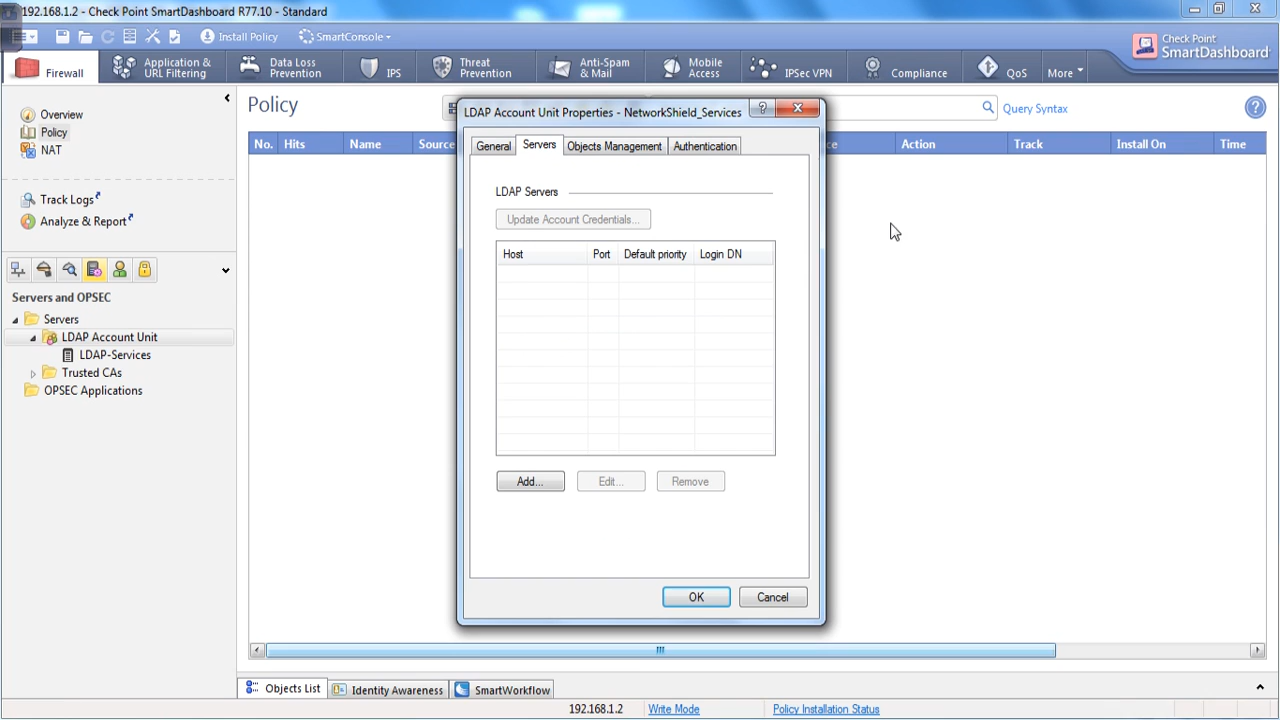 192.168.1.2 - Check Point SmartDashboard R77.10 - Standard
Install Policy
SmartConsole
Check Point
SmartDashboard
Firewall
Application &
URL Filtering
Data Loss
Prevention
IPS
Threat
Prevention
Anti-Spam
& Mail
Mobile
Access
IPSec VPN
Compliance
QoS
More
Overview
Policy
NAT
Track Logs
Analyze & Report
Servers and OPSEC
Servers
LDAP Account Unit
LDAP-Services
Trusted CAs
OPSEC Applications
Policy
Query Syntax
No. Hits Name Source ce Action Track Install On Time
LDAP Account Unit Properties - NetworkShield_Services
General Servers Objects Management Authentication
LDAP Servers
Update Account Credentials...
Host Port Default priority Login DN
Add... Edit... Remove
OK Cancel
Objects List Identity Awareness SmartWorkflow
192.168.1.2 Write Mode Policy Installation Status